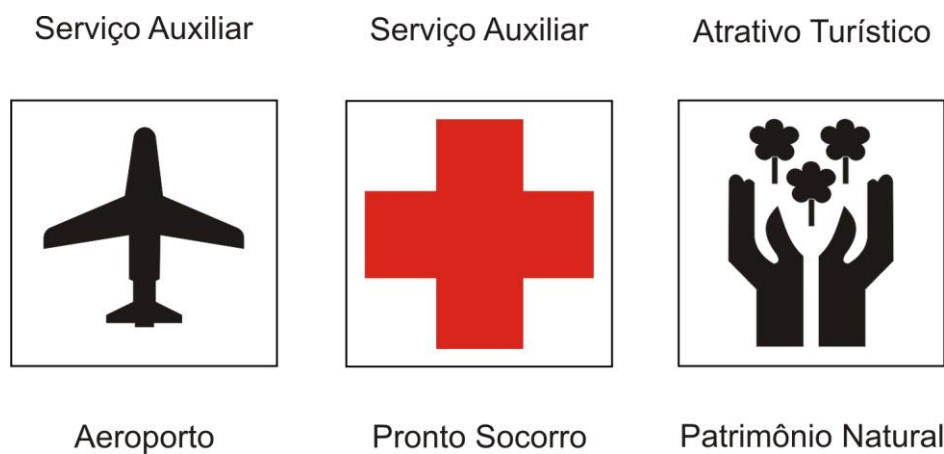 Serviço Auxiliar
Serviço Auxiliar
Atrativo Turístico
Aeroporto
Pronto Socorro
Patrimônio Natural